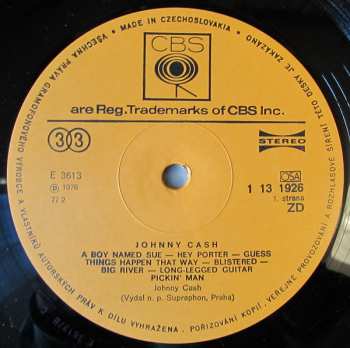 MADE IN CZECHOSLOVAKIA • VŠECHNA PRÁVA GRAMOFONOVÉHO VÝROBCE A VLASTNÍKŮ AUTORSKÝCH PRÁV K DÍLU VYHRAŽENA. POŘIZOVÁNÍ KOPIÍ, VEŘEJNÉ PROVOZOVÁNÍ A ROZHLASOVÉ ŠÍŘENÍ TÉTO DESKY JE ZAKÁZÁNO
CBS
are Reg. Trademarks of CBS Inc.
33
STEREO
E 3613
℗ 1976
77 2
OSA
1 13 1926
1. strana
ZD
JOHNNY CASH
A BOY NAMED SUE — HEY PORTER — GUESS
THINGS HAPPEN THAT WAY — BLISTERED —
BIG RIVER — LONG-LEGGED GUITAR
PICKIN' MAN
Johnny Cash
(Vydal n. p. Supraphon, Praha)